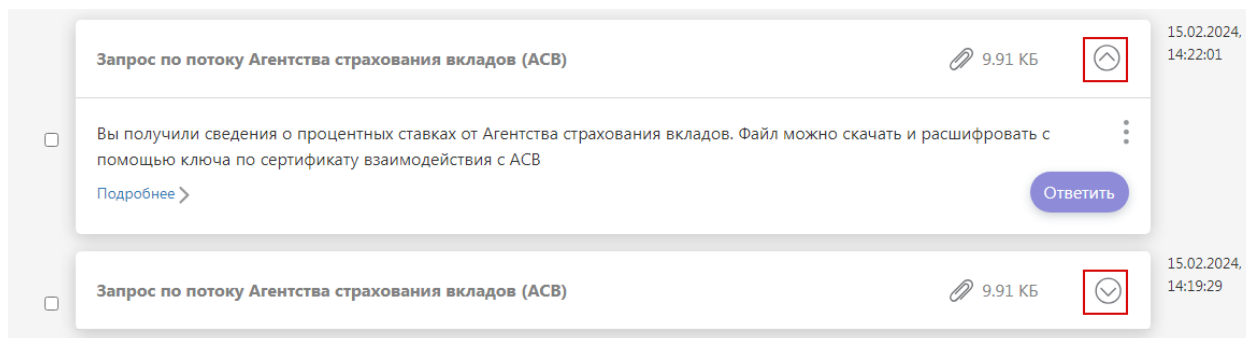 Запрос по потоку Агентства страхования вкладов (АСВ) 9.91 КБ 15.02.2024,
14:22:01
Вы получили сведения о процентных ставках от Агентства страхования вкладов. Файл можно скачать и расшифровать с
помощью ключа по сертификату взаимодействия с АСВ
Подробнее
Ответить
Запрос по потоку Агентства страхования вкладов (АСВ) 9.91 КБ 15.02.2024,
14:19:29